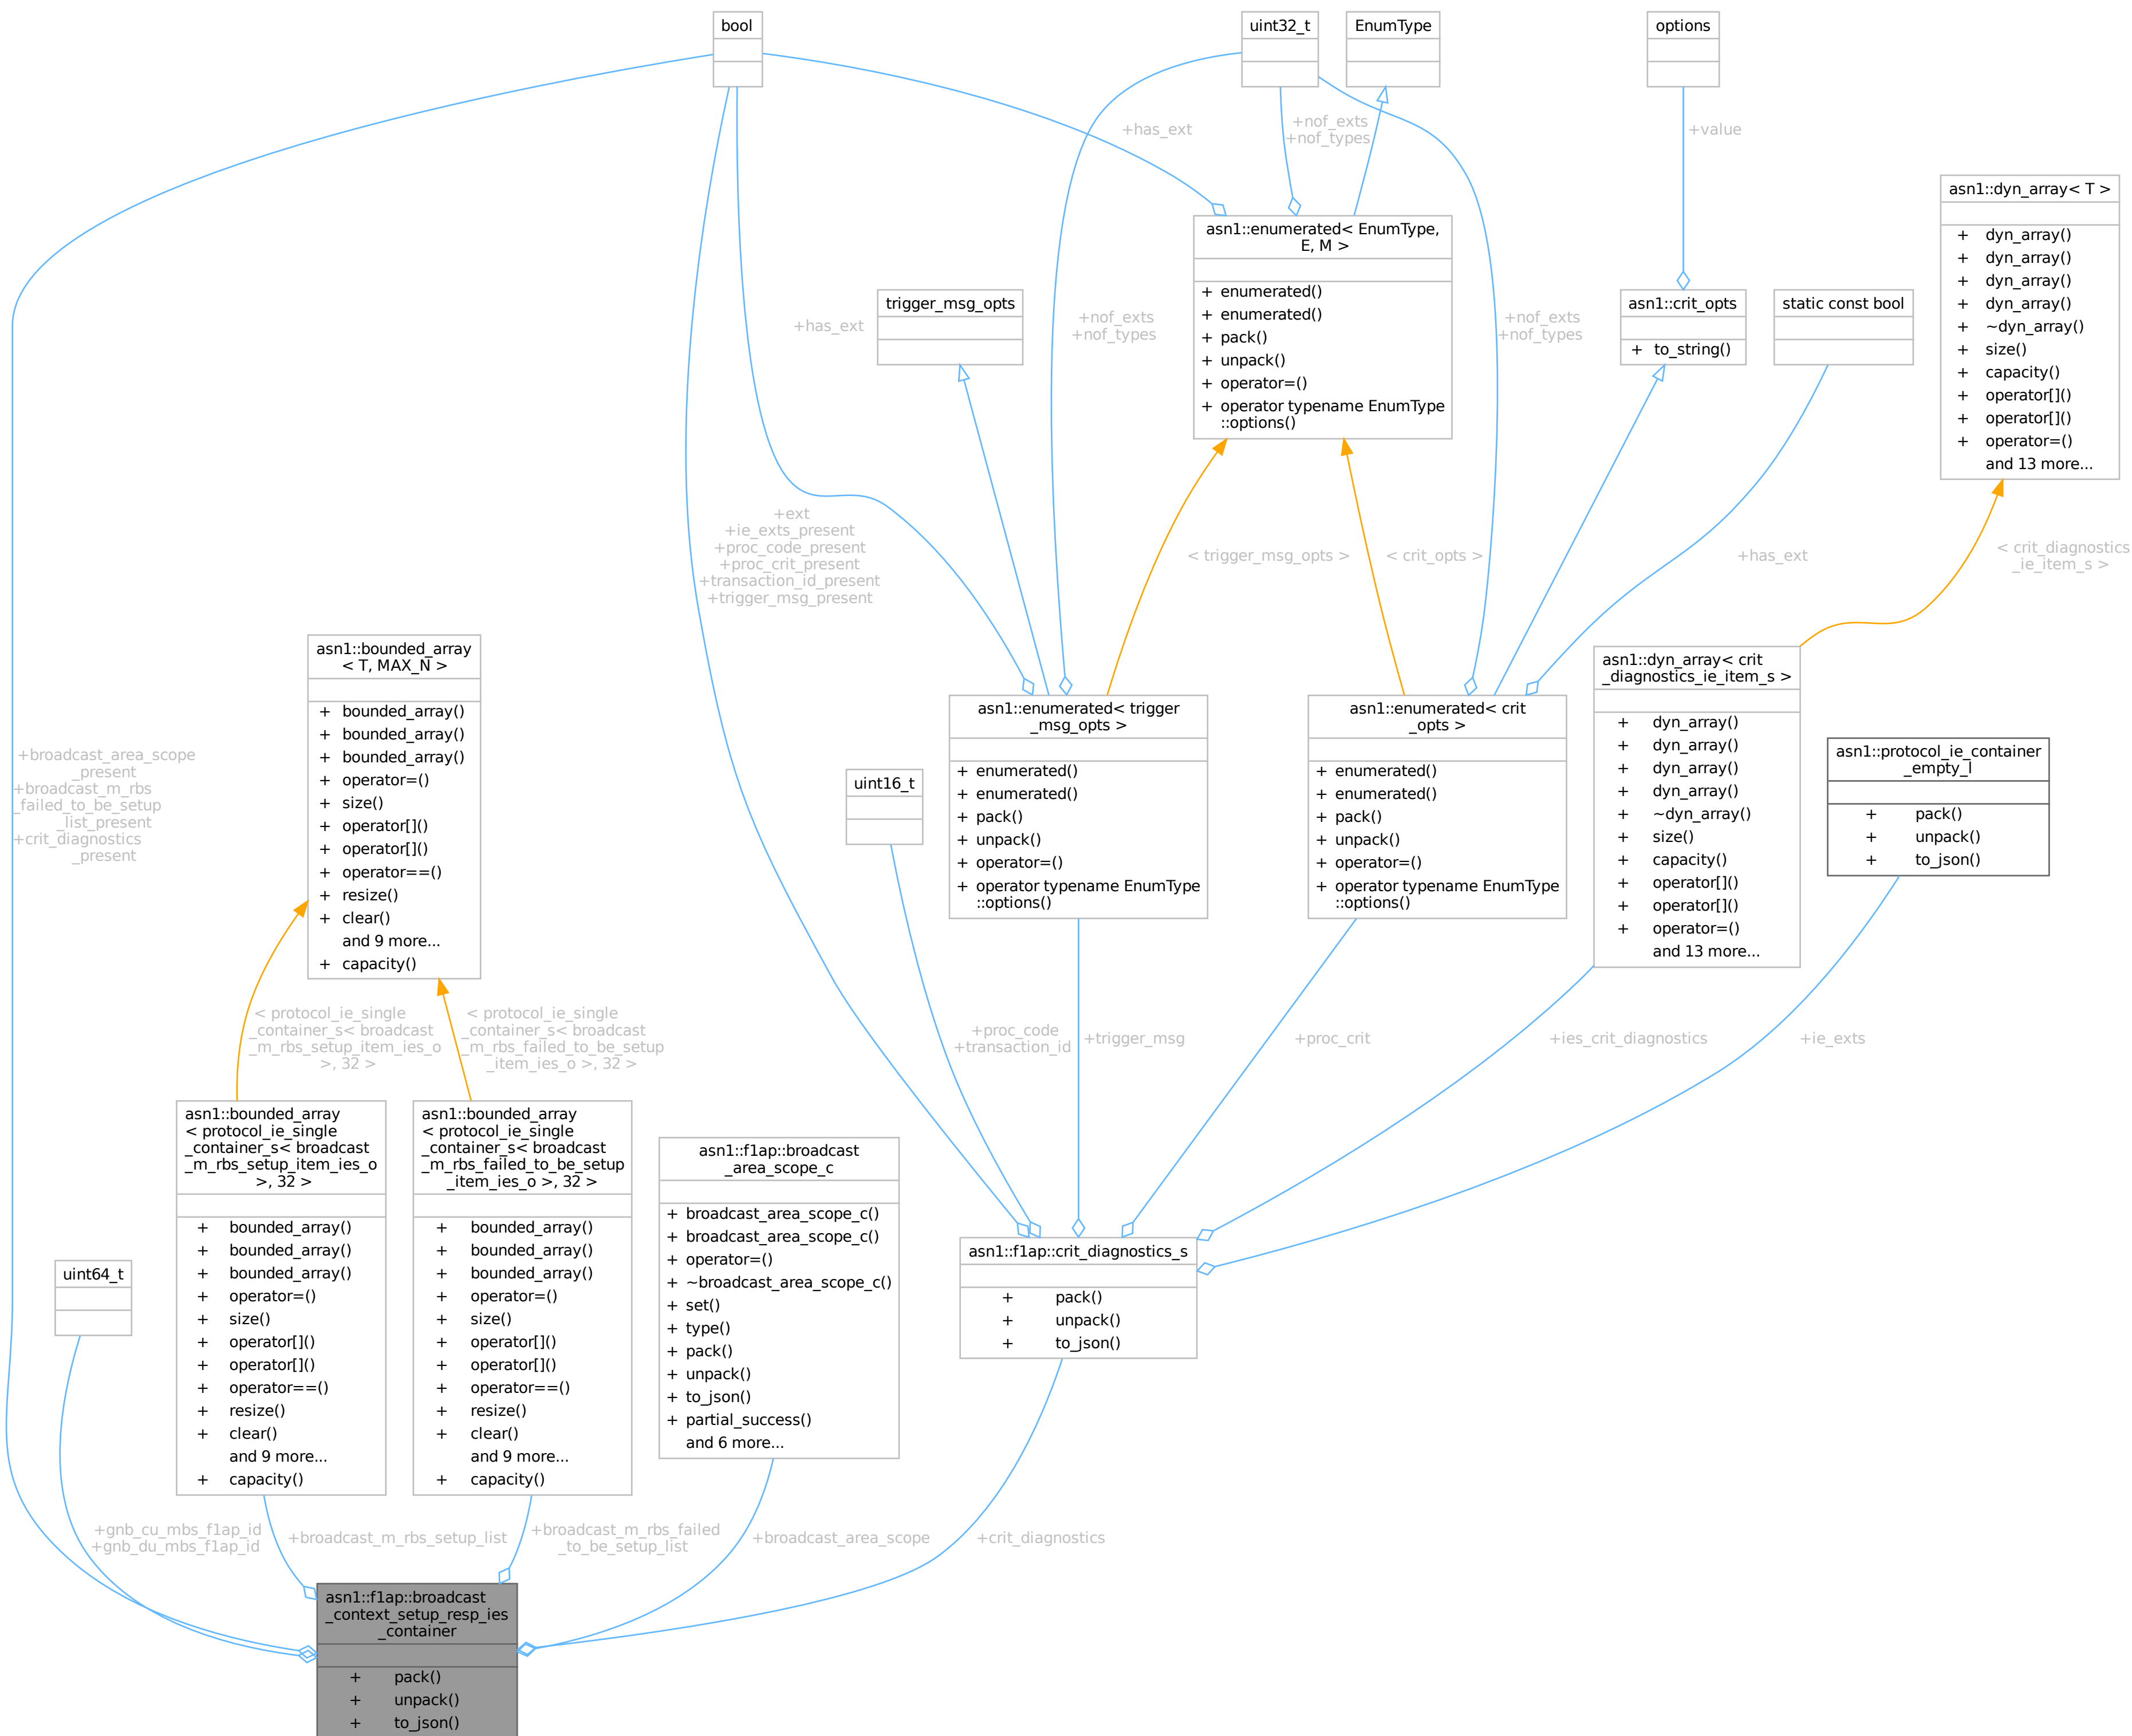 bool
uint32_t
EnumType
options
+has_ext
+nof_exts
+nof_types
+value
asn1::dyn_array< T >
+ dyn_array()
+ dyn_array()
+ dyn_array()
+ dyn_array()
+ ~dyn_array()
+ size()
+ capacity()
+ operator[]()
+ operator[]()
+ operator=()
and 13 more...
asn1::enumerated< EnumType,
E, M >
+ enumerated()
+ enumerated()
+ pack()
+ unpack()
+ operator=()
+ operator typename EnumType
::options()
trigger_msg_opts
+has_ext
+nof_exts
+nof_types
+nof_exts
+nof_types
asn1::crit_opts
+ to_string()
static const bool
+ext
+ie_exts_present
+proc_code_present
+proc_crit_present
+transaction_id_present
+trigger_msg_present
< trigger_msg_opts >
< crit_opts >
+has_ext
< crit_diagnostics
_ie_item_s >
asn1::bounded_array
< T, MAX_N >
+ bounded_array()
+ bounded_array()
+ bounded_array()
+ operator=()
+ size()
+ operator[]()
+ operator[]()
+ operator==()
+ resize()
+ clear()
and 9 more...
+ capacity()
+broadcast_area_scope
_present
+broadcast_m_rbs
_failed_to_be_setup
_list_present
+crit_diagnostics
_present
uint16_t
asn1::enumerated< trigger
_msg_opts >
+ enumerated()
+ enumerated()
+ pack()
+ unpack()
+ operator=()
+ operator typename EnumType
::options()
asn1::enumerated< crit
_opts >
+ enumerated()
+ enumerated()
+ pack()
+ unpack()
+ operator=()
+ operator typename EnumType
::options()
asn1::dyn_array< crit
_diagnostics_ie_item_s >
+ dyn_array()
+ dyn_array()
+ dyn_array()
+ dyn_array()
+ ~dyn_array()
+ size()
+ capacity()
+ operator[]()
+ operator[]()
+ operator=()
and 13 more...
asn1::protocol_ie_container
_empty_l
+ pack()
+ unpack()
+ to_json()
< protocol_ie_single
_container_s< broadcast
_m_rbs_setup_item_ies_o
>, 32 >
< protocol_ie_single
_container_s< broadcast
_m_rbs_failed_to_be_setup
_item_ies_o >, 32 >
+proc_code
+transaction_id
+trigger_msg
+proc_crit
+ies_crit_diagnostics
+ie_exts
uint64_t
asn1::bounded_array
< protocol_ie_single
_container_s< broadcast
_m_rbs_setup_item_ies_o
>, 32 >
+ bounded_array()
+ bounded_array()
+ bounded_array()
+ operator=()
+ size()
+ operator[]()
+ operator[]()
+ operator==()
+ resize()
+ clear()
and 9 more...
+ capacity()
asn1::bounded_array
< protocol_ie_single
_container_s< broadcast
_m_rbs_failed_to_be_setup
_item_ies_o >, 32 >
+ bounded_array()
+ bounded_array()
+ bounded_array()
+ operator=()
+ size()
+ operator[]()
+ operator[]()
+ operator==()
+ resize()
+ clear()
and 9 more...
+ capacity()
asn1::f1ap::broadcast
_area_scope_c
+ broadcast_area_scope_c()
+ broadcast_area_scope_c()
+ operator=()
+ ~broadcast_area_scope_c()
+ set()
+ type()
+ pack()
+ unpack()
+ to_json()
+ partial_success()
and 6 more...
asn1::f1ap::crit_diagnostics_s
+ pack()
+ unpack()
+ to_json()
+gnb_cu_mbs_f1ap_id
+gnb_du_mbs_f1ap_id
+broadcast_m_rbs_setup_list
+broadcast_m_rbs_failed
_to_be_setup_list
+broadcast_area_scope
+crit_diagnostics
asn1::f1ap::broadcast
_context_setup_resp_ies
_container
+ pack()
+ unpack()
+ to_json()